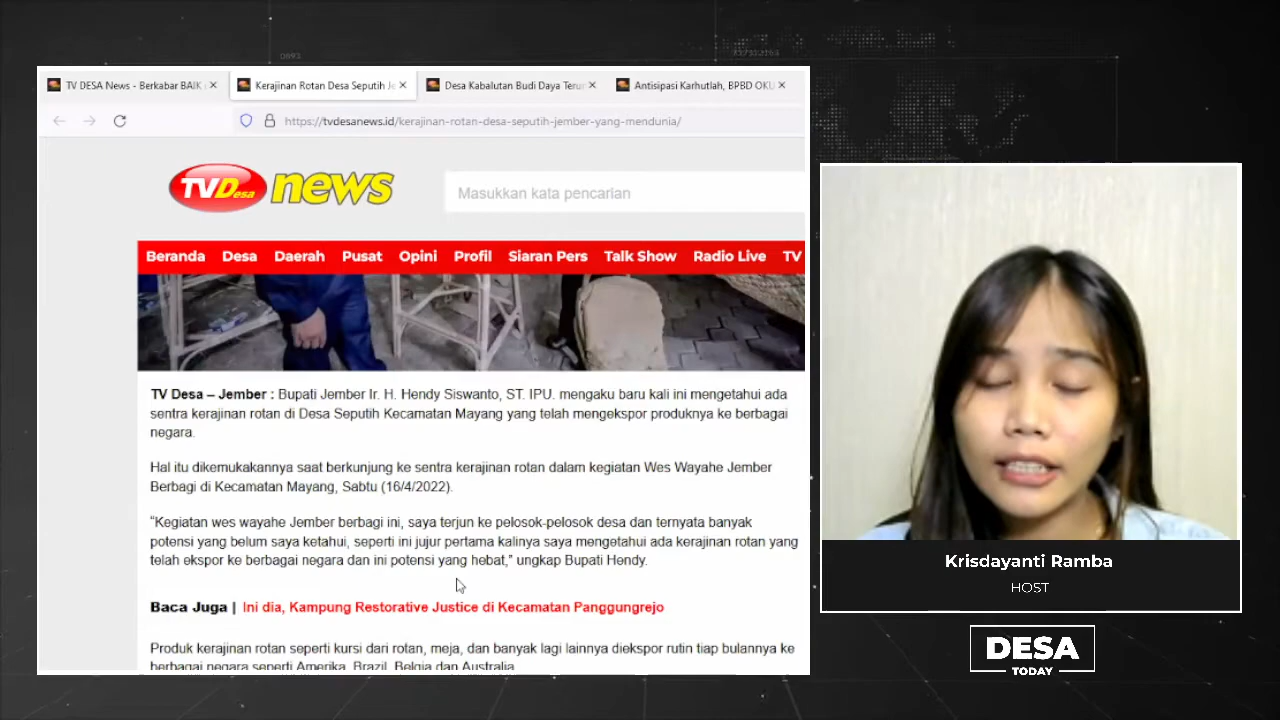 TV DESA News - Berkabar BAIK
Kerajinan Rotan Desa Seputih Je
Desa Kabalutan Budi Daya Terun
Antisipasi Karhutlah, BPBD OKU
https://tvdesanews.id/kerajinan-rotan-desa-seputih-jember-yang-mendunia/
TV Desa news
Masukkan kata pencarian
Beranda Desa Daerah Pusat Opini Profil Siaran Pers Talk Show Radio Live TV
TV Desa – Jember : Bupati Jember Ir. H. Hendy Siswanto, ST. IPU. mengaku baru kali ini mengetahui ada
sentra kerajinan rotan di Desa Seputih Kecamatan Mayang yang telah mengekspor produknya ke berbagai
negara.
Hal itu dikemukakannya saat berkunjung ke sentra kerajinan rotan dalam kegiatan Wes Wayahe Jember
Berbagi di Kecamatan Mayang, Sabtu (16/4/2022).
“Kegiatan wes wayahe Jember berbagi ini, saya terjun ke pelosok-pelosok desa dan ternyata banyak
potensi yang belum saya ketahui, seperti ini jujur pertama kalinya saya mengetahui ada kerajinan rotan yang
telah ekspor ke berbagai negara dan ini potensi yang hebat,” ungkap Bupati Hendy.
Baca Juga | Ini dia, Kampung Restorative Justice di Kecamatan Panggungrejo
Produk kerajinan rotan seperti kursi dari rotan, meja, dan banyak lagi lainnya diekspor rutin tiap bulannya ke
berbagai negara seperti Amerika, Brazil, Belgia dan Australia.
Krisdayanti Ramba
HOST
DESA
TODAY